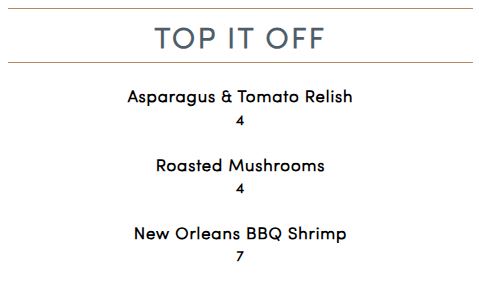 TOP IT OFF
Asparagus & Tomato Relish
4
Roasted Mushrooms
4
New Orleans BBQ Shrimp
7